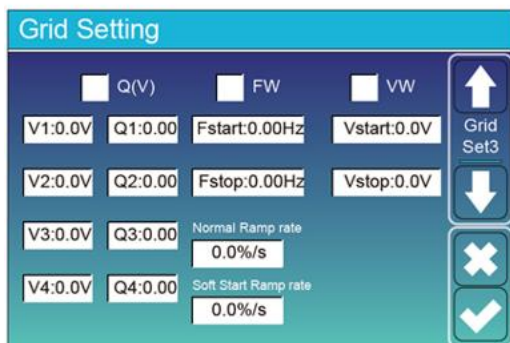 Grid Setting
Q(V) FW VW
V1:0.0V Q1:0.00 Fstart:0.00Hz Vstart:0.0V
V2:0.0V Q2:0.00 Fstop:0.00Hz Vstop:0.0V
V3:0.0V Q3:0.00 Normal Ramp rate
0.0%/s
V4:0.0V Q4:0.00 Soft Start Ramp rate
0.0%/s
Grid
Set3